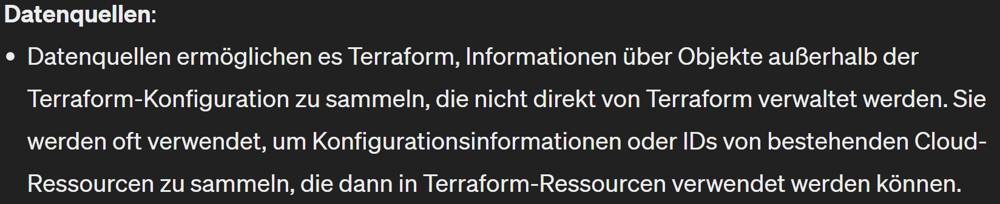 Datenquellen:
• Datenquellen ermöglichen es Terraform, Informationen über Objekte außerhalb der
Terraform-Konfiguration zu sammeln, die nicht direkt von Terraform verwaltet werden. Sie
werden oft verwendet, um Konfigurationsinformationen oder IDs von bestehenden Cloud-
Ressourcen zu sammeln, die dann in Terraform-Ressourcen verwendet werden können.